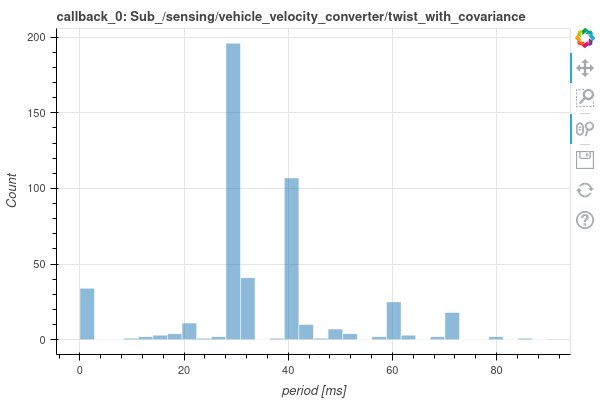 callback_0: Sub_/sensing/vehicle_velocity_converter/twist_with_covariance
200
150
100
50
0
Count
0 20 40 60 80
period [ms]